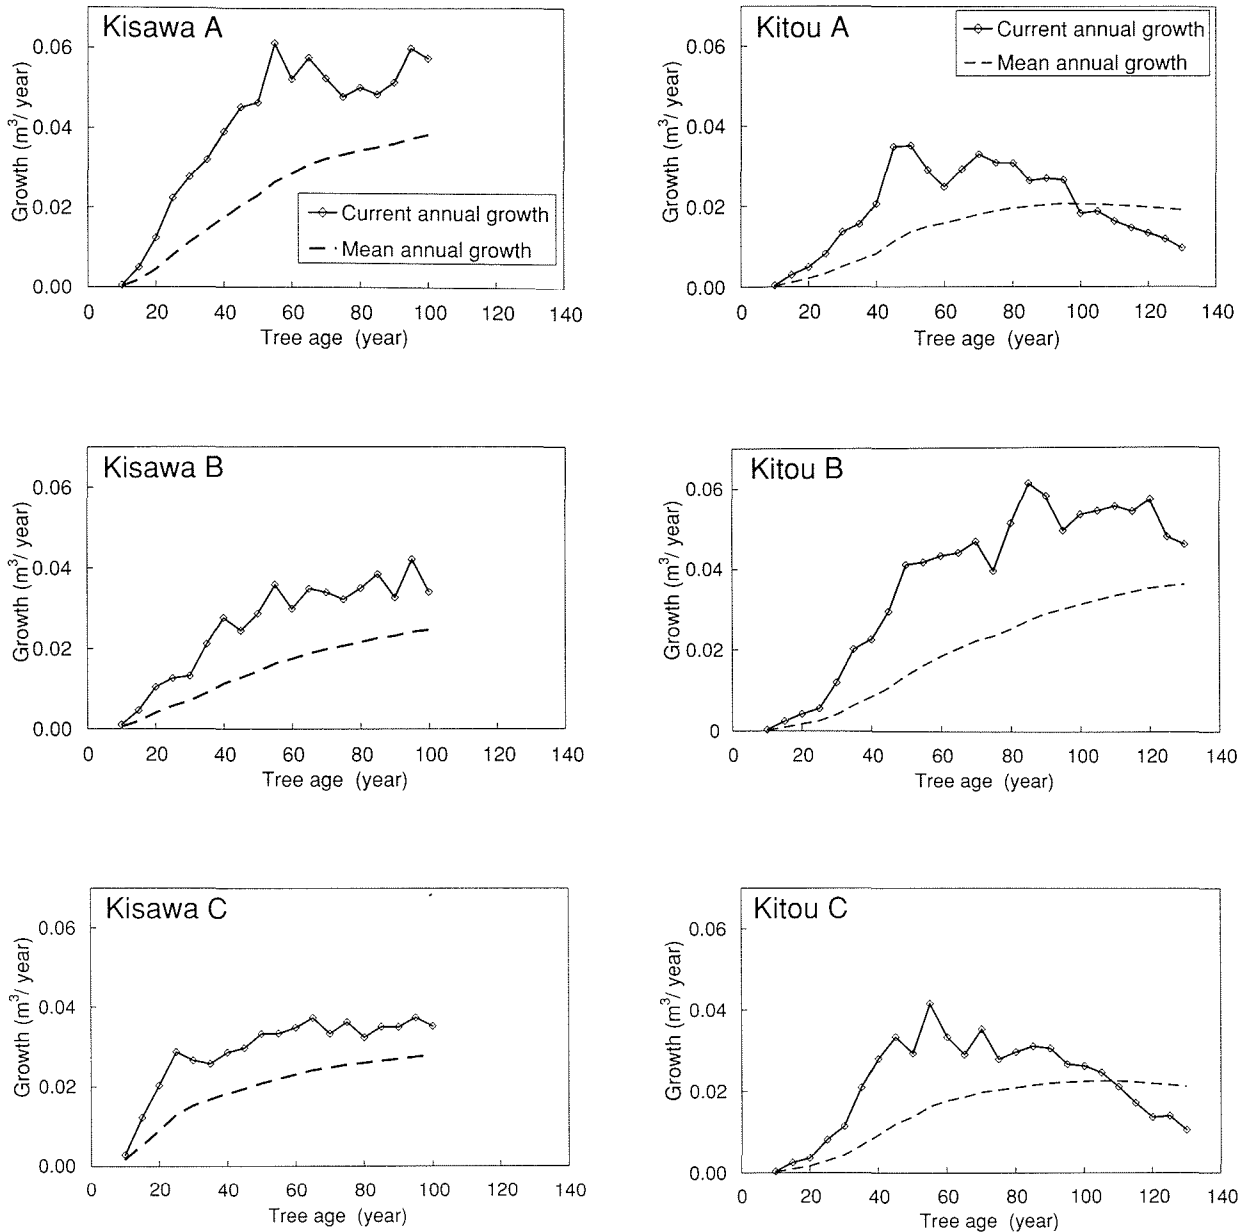 Kisawa A
0.06
0.04
0.02
0.00
Growth (m³/ year)
Current annual growth
Mean annual growth
0 20 40 60 80 100 120 140
Tree age (year)
Kitou A
Current annual growth
Mean annual growth
0.06
0.04
0.02
0.00
Growth (m³/ year)
0 20 40 60 80 100 120 140
Tree age (year)
Kisawa B
0.06
0.04
0.02
0.00
Growth (m³/ year)
0 20 40 60 80 100 120 140
Tree age (year)
Kitou B
0.06
0.04
0.02
0
Growth (m³/ year)
0 20 40 60 80 100 120 140
Tree age (year)
Kisawa C
0.06
0.04
0.02
0.00
Growth (m³/ year)
0 20 40 60 80 100 120 140
Tree age (year)
Kitou C
0.06
0.04
0.02
0.00
Growth (m³/ year)
0 20 40 60 80 100 120 140
Tree age (year)